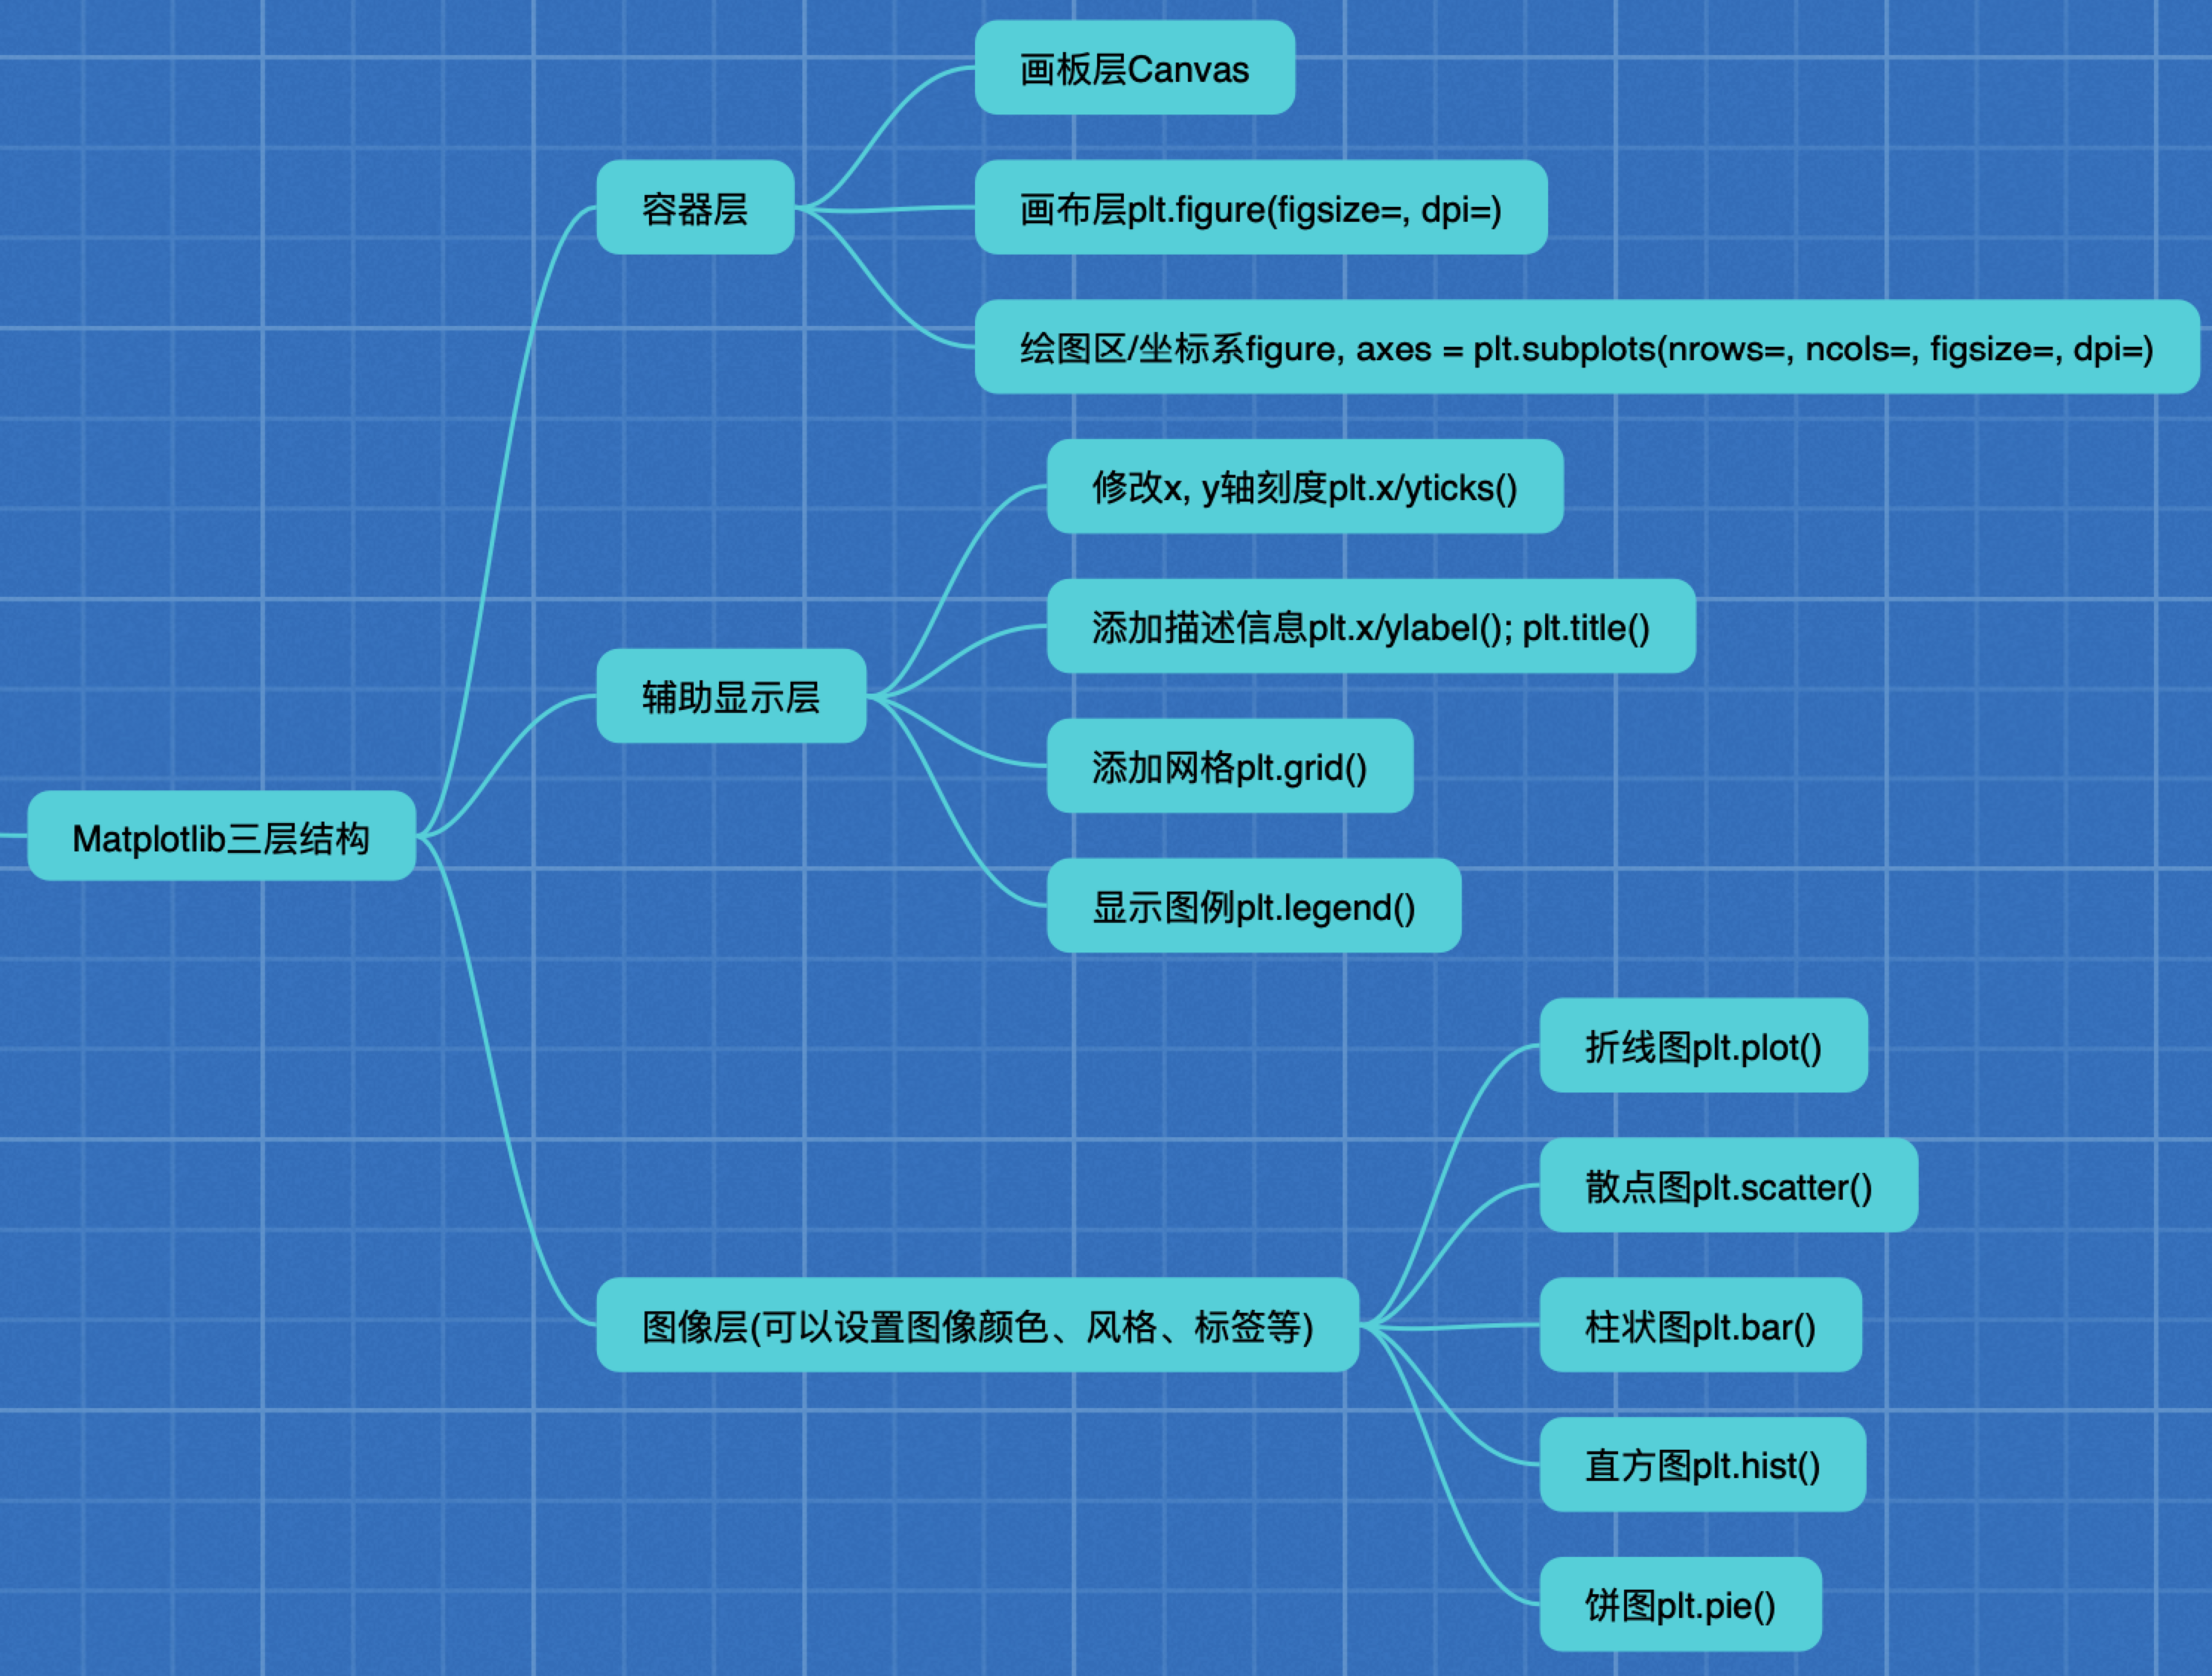 Matplotlib三层结构
容器层
画板层Canvas
画布层plt.figure(figsize=, dpi=)
绘图区/坐标系figure, axes = plt.subplots(nrows=, ncols=, figsize=, dpi=)
辅助显示层
修改x, y轴刻度plt.x/yticks()
添加描述信息plt.x/ylabel(); plt.title()
添加网格plt.grid()
显示图例plt.legend()
图像层(可以设置图像颜色、风格、标签等)
折线图plt.plot()
散点图plt.scatter()
柱状图plt.bar()
直方图plt.hist()
饼图plt.pie()